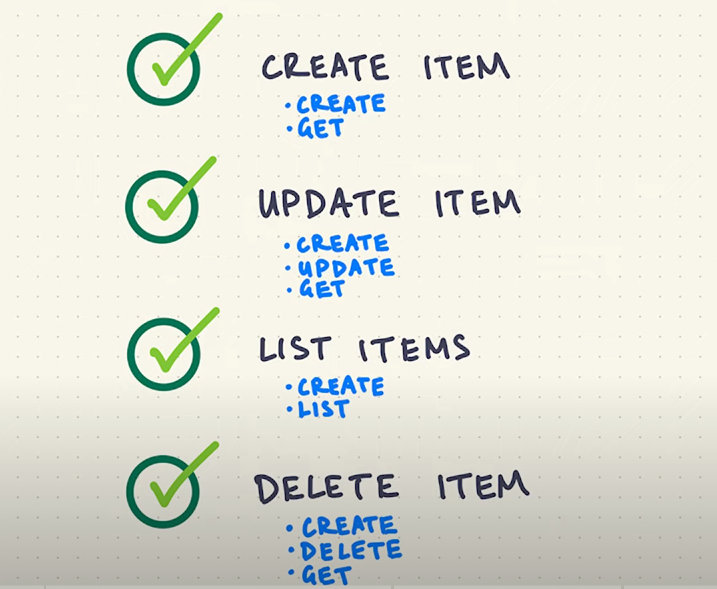 CREATE ITEM
• CREATE
• GET
UPDATE ITEM
• CREATE
• UPDATE
• GET
LIST ITEMS
• CREATE
• LIST
DELETE ITEM
• CREATE
• DELETE
• GET